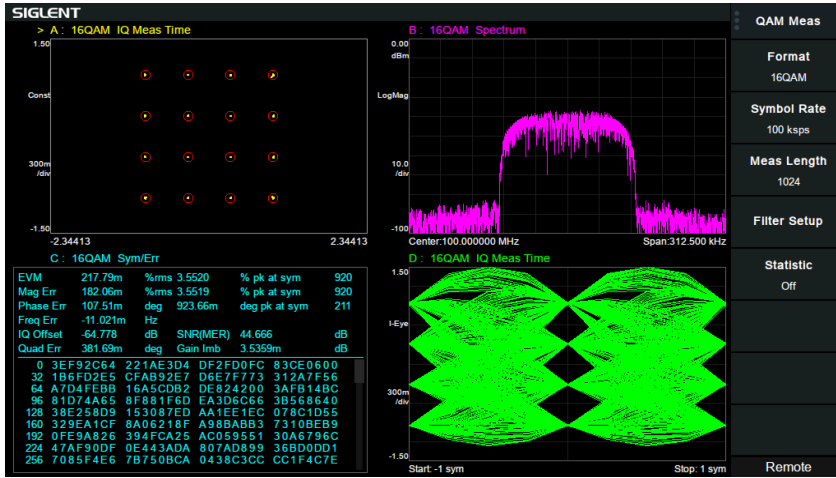 SIGLENT
> A: 16QAM IQ Meas Time
1.50
Const
300m
/div
-1.50
-2.34413 2.34413
B: 16QAM Spectrum
0.00
dBm
LogMag
10.0
/div
-100
Center:100.000000 MHz Span:312.500 kHz
C: 16QAM Sym/Err
EVM 217.79m %rms 3.5520 % pk at sym 920
Mag Err 182.06m %rms 3.5519 % pk at sym 920
Phase Err 107.51m deg 923.66m deg pk at sym 211
Freq Err -11.021m Hz
IQ Offset -64.778 dB SNR(MER) 44.666 dB
Quad Err 381.69m deg Gain Imb 3.5359m dB
0 3EF92C64 221AE3D4 DF2FD0FC 83CE0600
32 1B6FD2E5 CFAB92E7 D6E7F773 312A7F56
64 A7D4FEBB 16A5CDB2 DE824200 3AFB14BC
96 81D74A65 8F881F6D EA3D6C66 3B568640
128 38E258D9 153087ED AA1EE1EC 078C1D55
160 329EA1CF 8A06218F A98BABB3 7310BEB9
192 0FE9A826 394FCA25 AC059551 30A6796C
224 47AF90DF 0E443ADA 807AD899 36BD0DD1
256 7085F4E6 7B750BCA 0438C3CC CC1F4C7E
D: 16QAM IQ Meas Time
1.50
I-Eye
300m
/div
-1.50
Start: -1 sym Stop: 1 sym
QAM Meas
Format
16QAM
Symbol Rate
100 ksps
Meas Length
1024
Filter Setup
Statistic
Off
Remote